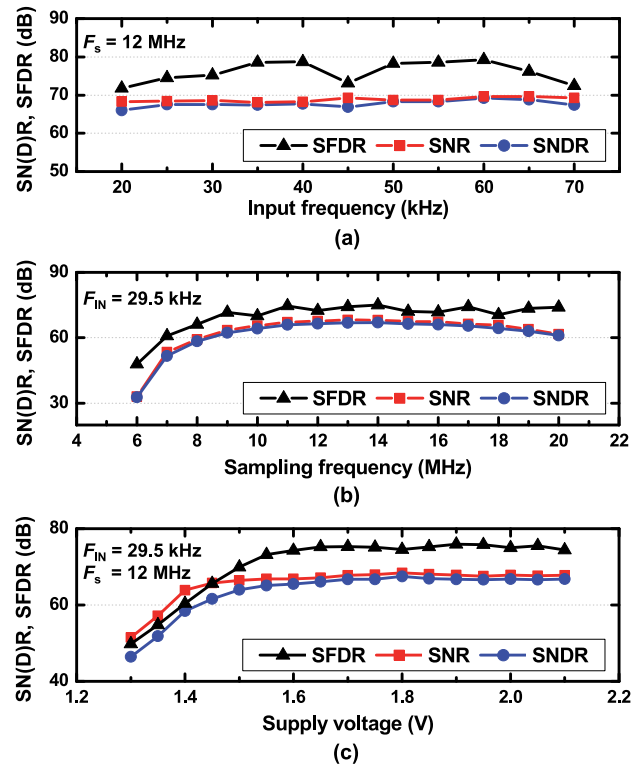 SN(D)R, SFDR (dB)
90
80
70
60
50
Fs = 12 MHz
SFDR SNR SNDR
20 30 40 50 60 70
Input frequency (kHz)
(a)
SN(D)R, SFDR (dB)
90
60
30
FIN = 29.5 kHz
SFDR SNR SNDR
4 6 8 10 12 14 16 18 20 22
Sampling frequency (MHz)
(b)
SN(D)R, SFDR (dB)
80
60
40
FIN = 29.5 kHz
Fs = 12 MHz
SFDR SNR SNDR
1.2 1.4 1.6 1.8 2.0 2.2
Supply voltage (V)
(c)